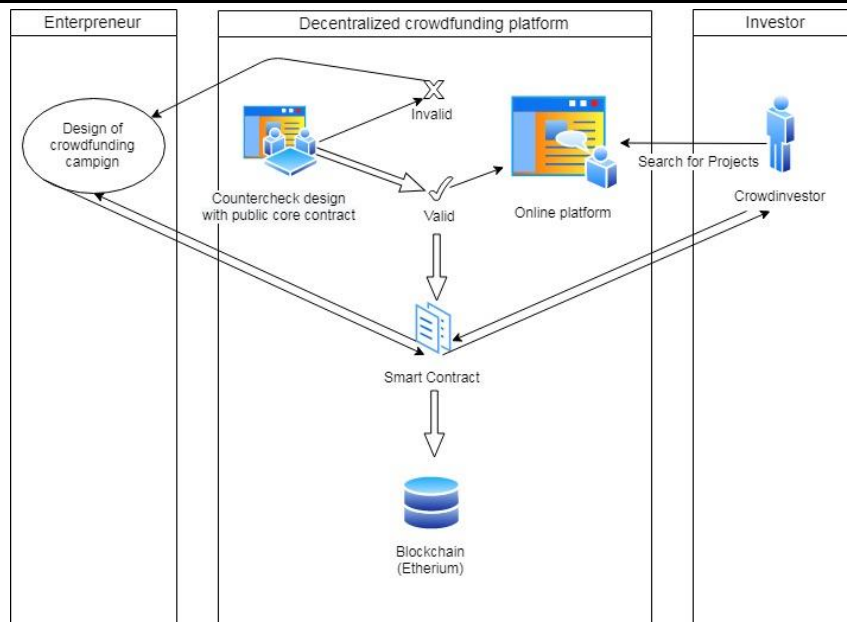 Enterpreneur
Decentralized crowdfunding platform
Investor
Invalid
Design of
crowdfunding
campign
Countercheck design
with public core contract
Valid
Online platform
Search for Projects
Crowdinvestor
Smart Contract
Blockchain
(Etherium)